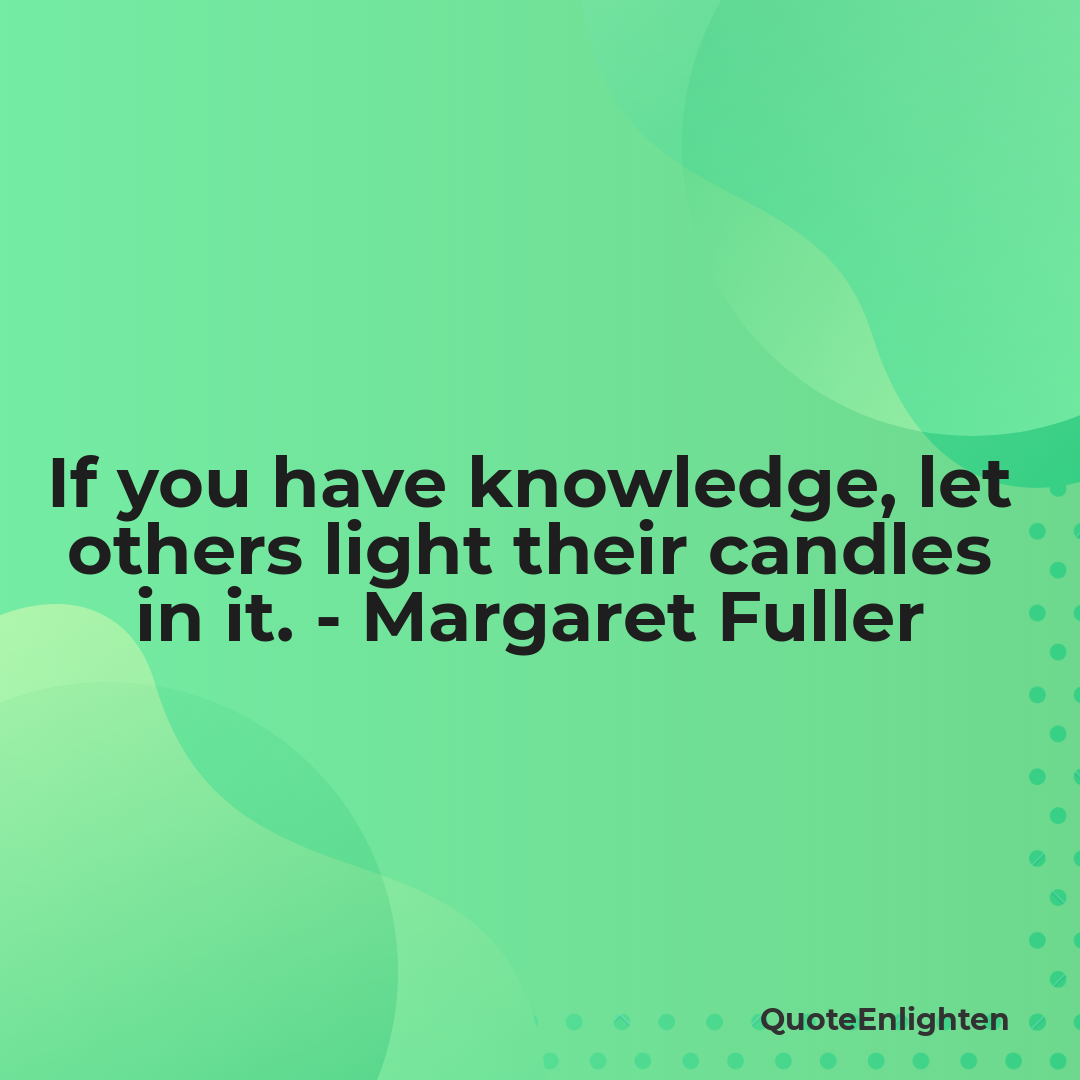 If you have knowledge, let
others light their candles
in it. - Margaret Fuller
QuoteEnlighten